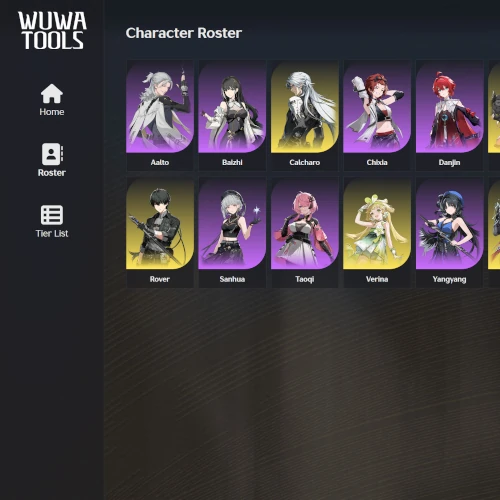 WUWA
TOOLS
Character Roster
Home
Roster
Tier List
Aalto
Baizhi
Calcharo
Chixia
Danjin
Rover
Sanhua
Taoqi
Verina
Yangyang